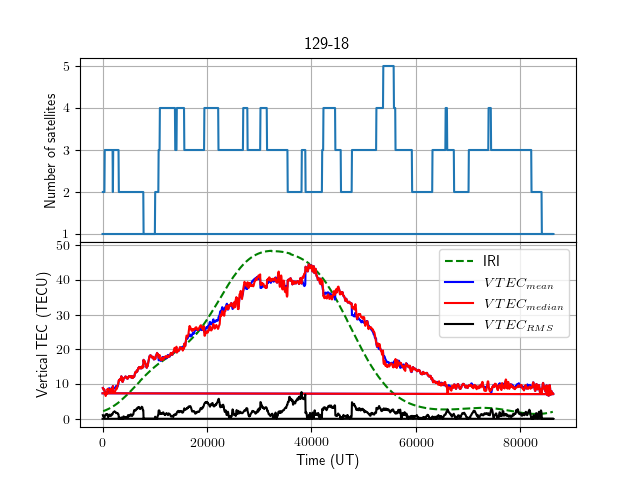 129-18
Number of satellites
5
4
3
2
1
Vertical TEC (TECU)
50
40
30
20
10
0
IRI
VTEC_mean
VTEC_median
VTEC_RMS
0 20000 40000 60000 80000
Time (UT)